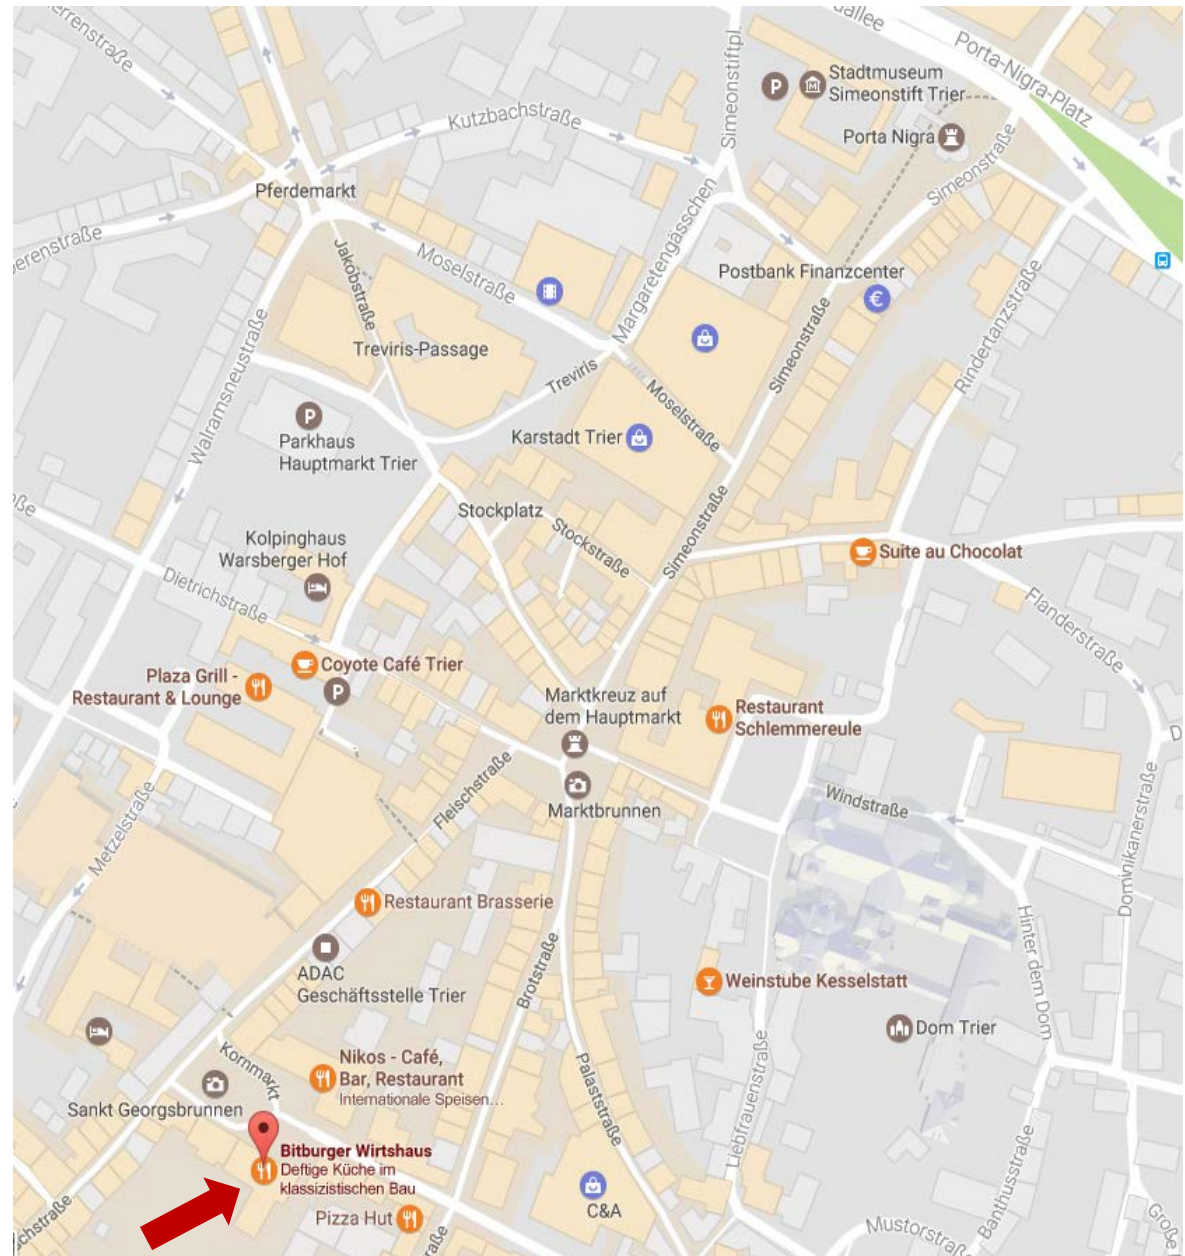 Porta-Nigra-Platz
Stadtmuseum
Simeonstift Trier
Simeonstiftpl.
Kutzbachstraße
Porta Nigra
Simeonstraße
Pferdemarkt
Jakobstraße
Moselstraße
Margaretengässchen
Postbank Finanzcenter
Walramsneustraße
Treviris-Passage
Treviris
Moselstraße
Simeonstraße
Rindertanzstraße
Parkhaus
Hauptmarkt Trier
Karstadt Trier
Stockplatz
Stockstraße
Simeonstraße
Kolpinghaus
Warsberger Hof
Suite au Chocolat
Dietrichstraße
Flanderstraße
Coyote Café Trier
Plaza Grill -
Restaurant & Lounge
Marktkreuz auf
dem Hauptmarkt
Restaurant
Schlemmereule
Fleischstraße
Marktbrunnen
Windstraße
Metzelstraße
Dominikanerstraße
Restaurant Brasserie
Brotstraße
ADAC
Geschäftsstelle Trier
Weinstube Kesselstatt
Hinter dem Dom
Dom Trier
Kornmarkt
Nikos - Café,
Bar, Restaurant
Internationale Speisen...
Palaststraße
Sankt Georgsbrunnen
Liebfrauenstraße
Bitburger Wirtshaus
Deftige Küche im
klassizistischen Bau
Banthusstraße
C&A
Pizza Hut
Große